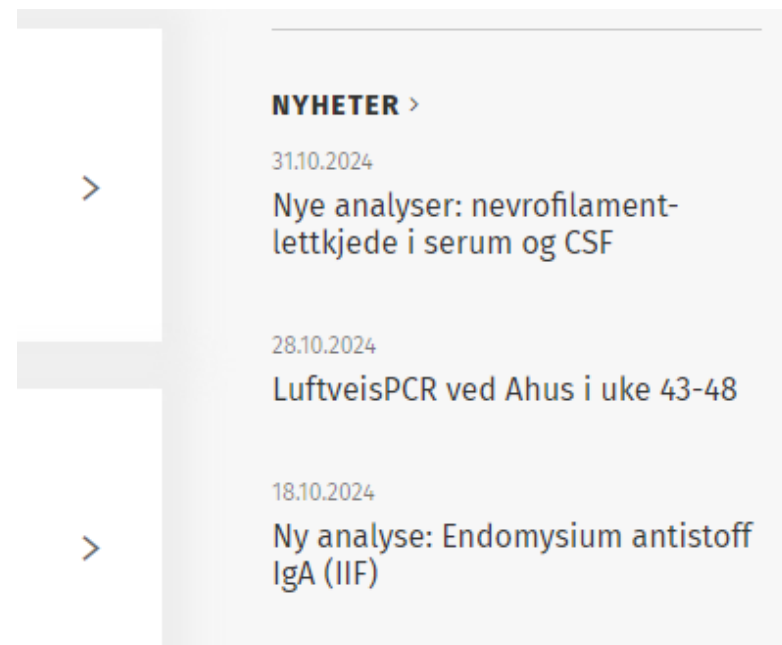 NYHETER >
31.10.2024
Nye analyser: nevrofilament-
lettkjede i serum og CSF
28.10.2024
LuftveisPCR ved Ahus i uke 43-48
18.10.2024
Ny analyse: Endomysium antistoff
IgA (IIF)